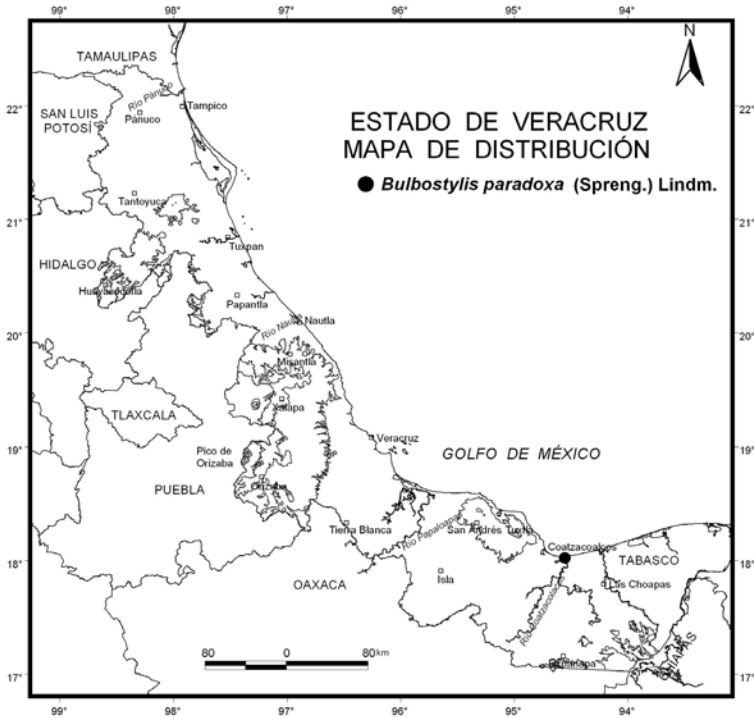 99° 98° 97° 96° 95° 94°
N
TAMAULIPAS
Río Pánuco
22° 22°
Tampico
SAN LUIS
POTOSÍ
Pánuco
ESTADO DE VERACRUZ
MAPA DE DISTRIBUCIÓN
Bulbostylis paradoxa (Spreng.) Lindm.
Tantoyuca
21° 21°
Tuxpan
HIDALGO
Papantla
Río Nautla
Nautla
20° 20°
Misantla
TLAXCALA
Xalapa
19° 19°
Veracruz
GOLFO DE MÉXICO
Pico de
Orizaba
PUEBLA
Orizaba
Tierra Blanca
Río Papaloapan
San Andrés Tuxtla
Coatzacoalcos
18° 18°
TABASCO
OAXACA
Isla
Las Choapas
Río Coatzacoalcos
CHIAPAS
80 0 80 km
17° 17°
99° 98° 97° 96° 95° 94°